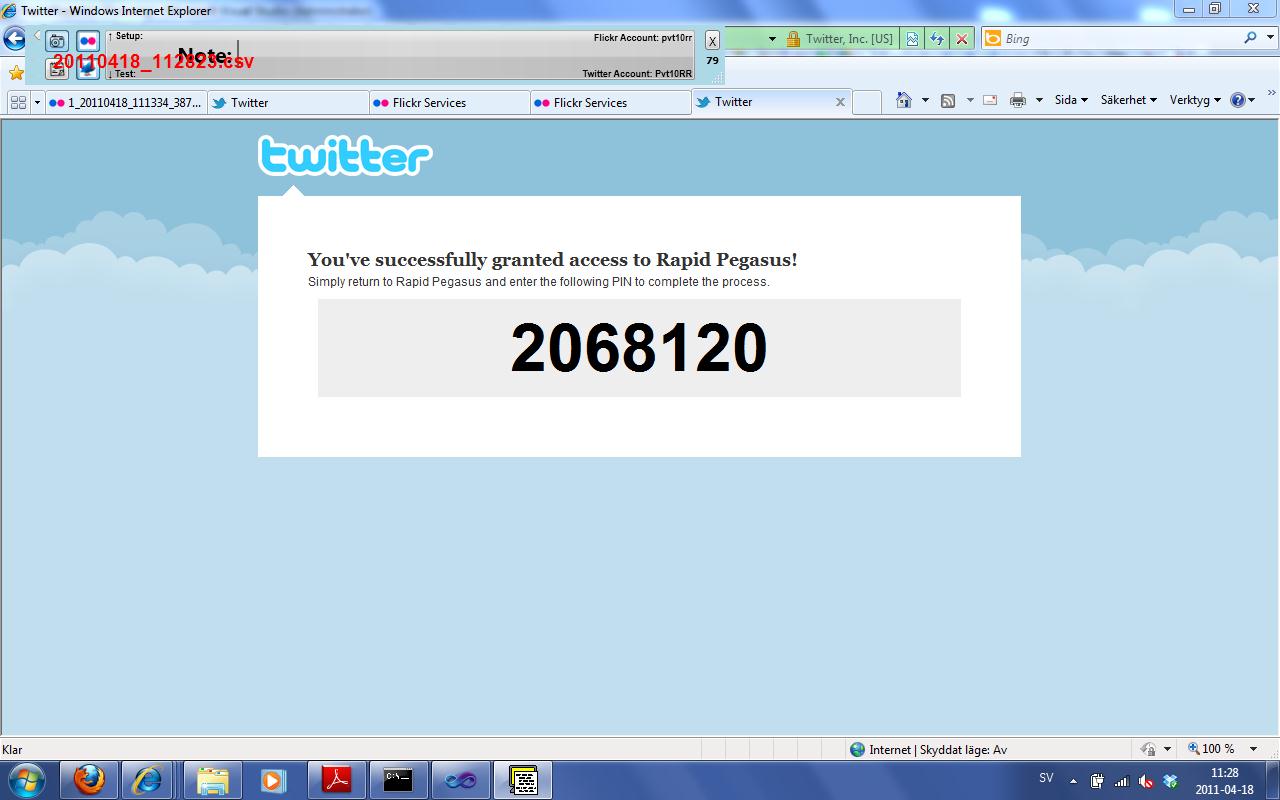 Twitter - Windows Internet Explorer
↑ Setup:
Flickr Account: pvt10rr
X
Note:
20110418_112823.csv
79
↓ Test:
Twitter Account: Pvt10RR
Twitter, Inc. [US]
Bing
1_20110418_111334_387...
Twitter
Flickr Services
Flickr Services
Twitter
Sida
Säkerhet
Verktyg
twitter
You've successfully granted access to Rapid Pegasus!
Simply return to Rapid Pegasus and enter the following PIN to complete the process.
2068120
Klar
Internet | Skyddat läge: Av
100 %
C:\
SV
11:28
2011-04-18